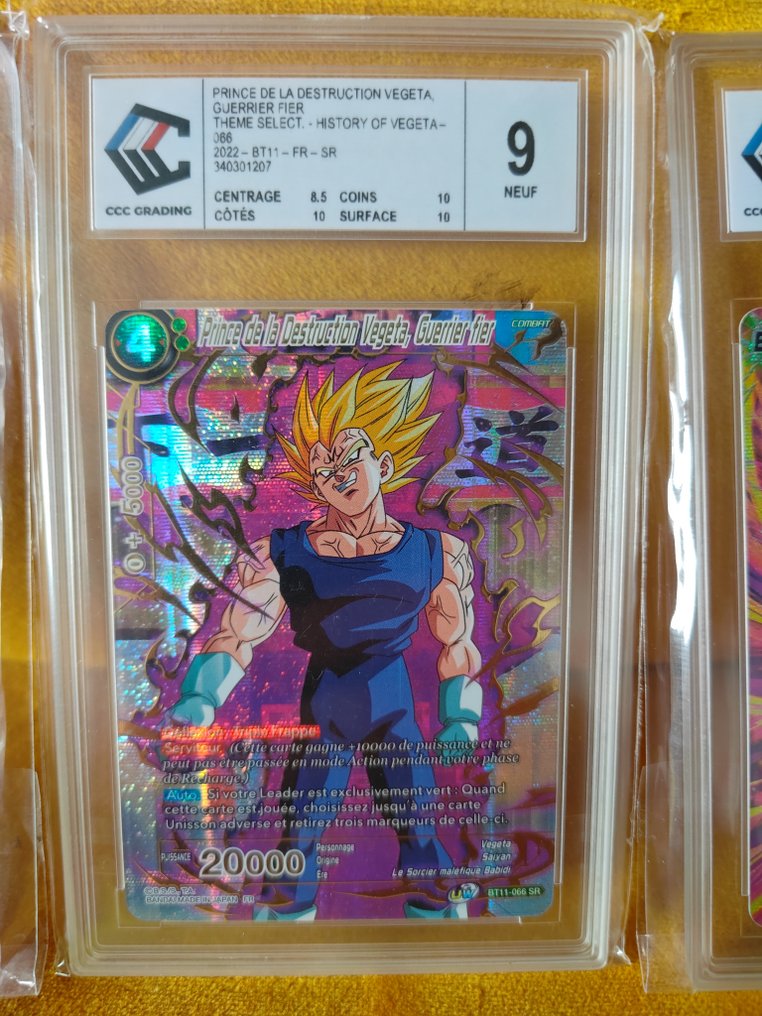 PRINCE DE LA DESTRUCTION VEGETA,
GUERRIER FIER
THEME SELECT. - HISTORY OF VEGETA –
066
2022 – BT11 – FR – SR
340301207
CENTRAGE 8.5 COINS 10
CÔTÉS 10 SURFACE 10
9
NEUF
CCC GRADING
4
Prince de la Destruction Vegeta, Guerrier fier
COMBAT
道
0 + 5000
Triple Frappe
Serviteur (Cette carte gagne +10000 de puissance et ne
peut pas être passée en mode Action pendant votre phase
de Recharge.)
Auto Si votre Leader est exclusivement vert : Quand
cette carte est jouée, choisissez jusqu'à une carte
Unisson adverse et retirez trois marqueurs de celle-ci.
PUISSANCE 20000
Personnage Vegeta
Origine Saiyan
Ère Le Sorcier maléfique Babidi
©B.S./S., T.A.
BANDAI MADE IN JAPAN FR
UW
BT11-066 SR